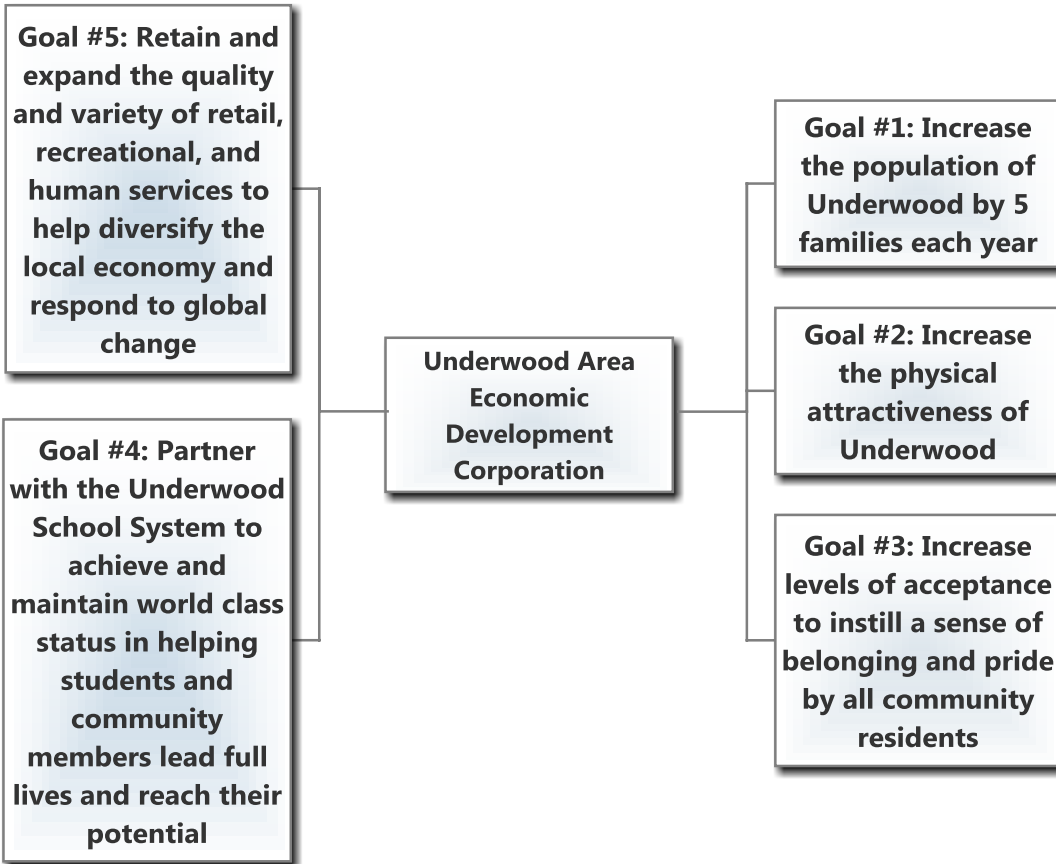 Goal #5: Retain and
expand the quality
and variety of retail,
recreational, and
human services to
help diversify the
local economy and
respond to global
change
Goal #4: Partner
with the Underwood
School System to
achieve and
maintain world class
status in helping
students and
community
members lead full
lives and reach their
potential
Underwood Area
Economic
Development
Corporation
Goal #1: Increase
the population of
Underwood by 5
families each year
Goal #2: Increase
the physical
attractiveness of
Underwood
Goal #3: Increase
levels of acceptance
to instill a sense of
belonging and pride
by all community
residents